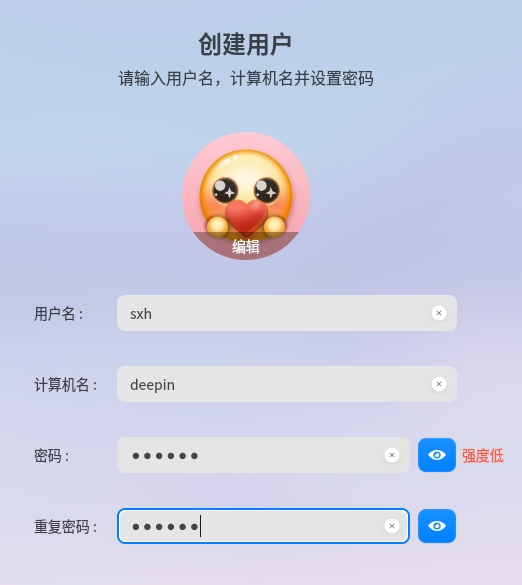 创建用户
请输入用户名，计算机名并设置密码
编辑
用户名 : sxh
计算机名 : deepin
密码 : ●●●●●● 强度低
重复密码 : ●●●●●●